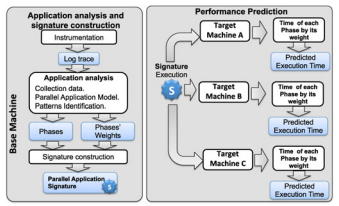 Application analysis and
signature construction
Base Machine
Instrumentation
Log trace
Application analysis
Collection data.
Parallel Application Model.
Patterns Identification.
Phases
Phases'
Weights
Signature construction
Parallel Application
Signature
S
Performance Prediction
Signature
Execution
S
Target
Machine A
Time of each
Phase by its
weight
Predicted
Execution Time
Target
Machine B
Time of each
Phase by its
weight
Predicted
Execution Time
Target
Machine C
Time of each
Phase by its
weight
Predicted
Execution Time